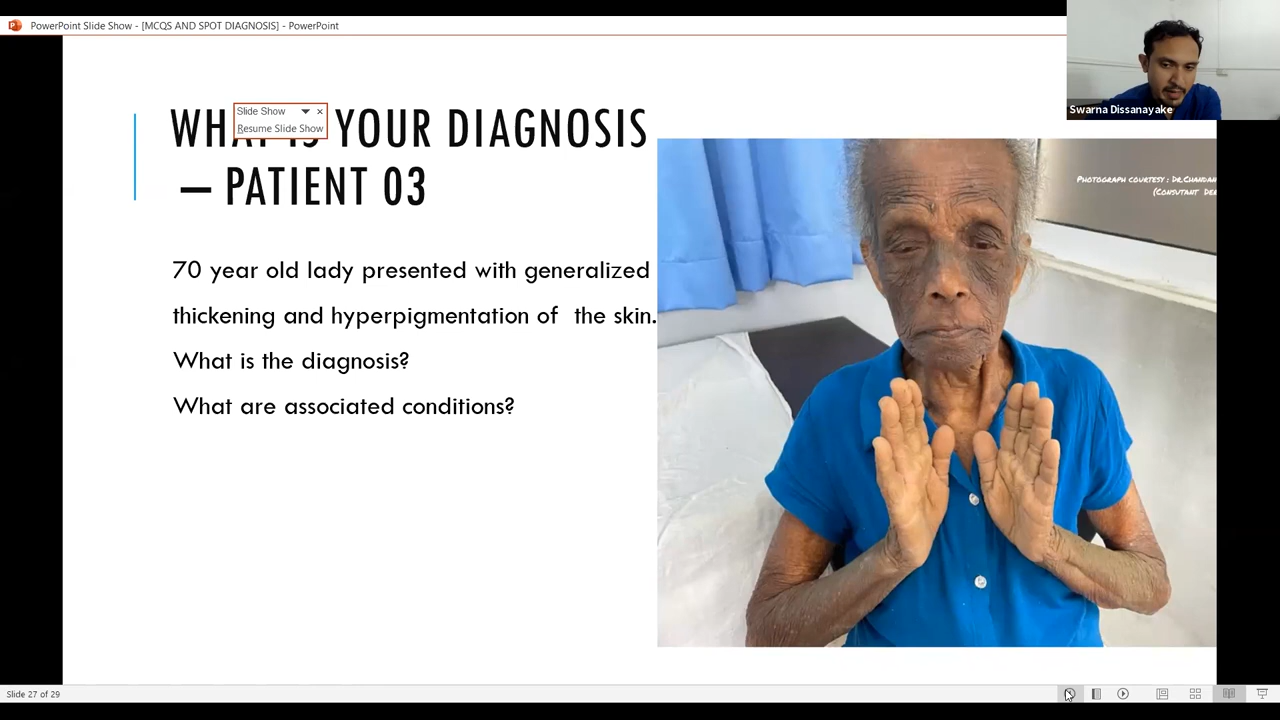 PowerPoint Slide Show - [MCQS AND SPOT DIAGNOSIS] - PowerPoint
Swarna Dissanayake
Slide Show
Resume Slide Show
WHAT IS YOUR DIAGNOSIS
– PATIENT 03
PHOTOGRAPH COURTESY : DR.CHANDAN
(CONSUTANT DE
70 year old lady presented with generalized
thickening and hyperpigmentation of the skin.
What is the diagnosis?
What are associated conditions?
Slide 27 of 29